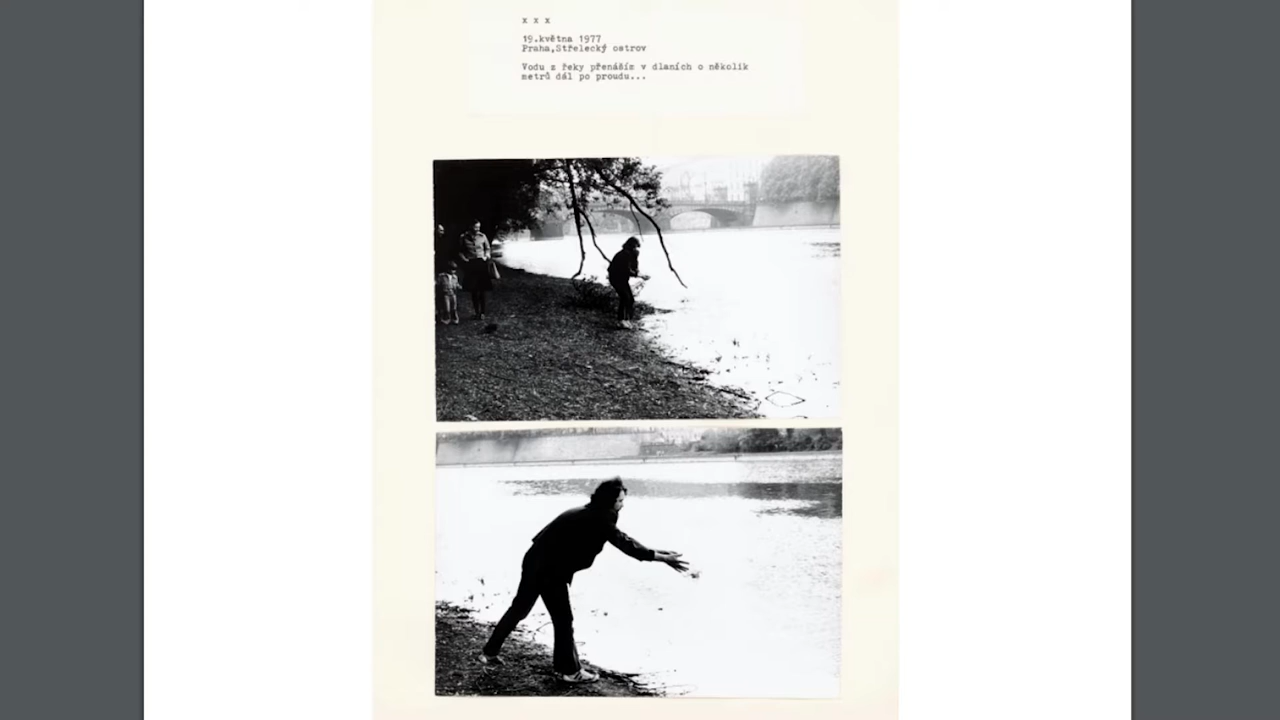 x x x
19.května 1977
Praha,Střelecký ostrov
Vodu z řeky přenáším v dlaních o několik
metrů dál po proudu...